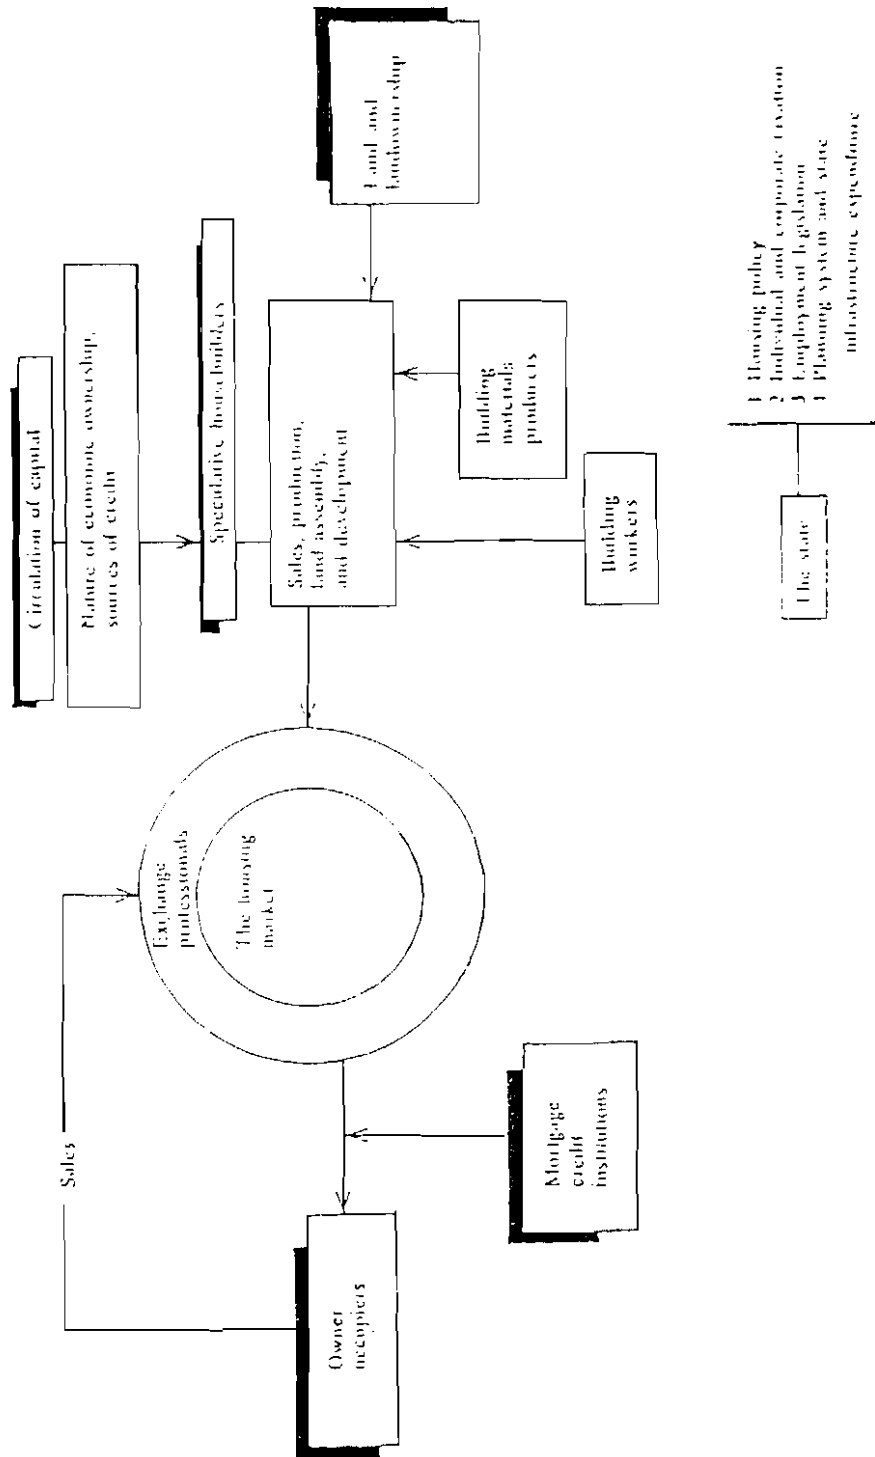 Sales
Owner
occupiers
Mortgage
credit
institutions
Exchange
professionals
The housing
market
Circulation of capital
Nature of economic ownership,
sources of credit
Speculative housebuilders
Sales, production,
land assembly,
and development
Land and
landownership
Building
workers
Building
materials
producers
The state
1 Housing policy
2 Individual and corporate taxation
3 Employment legislation
4 Planning system and state
infrastructure expenditure